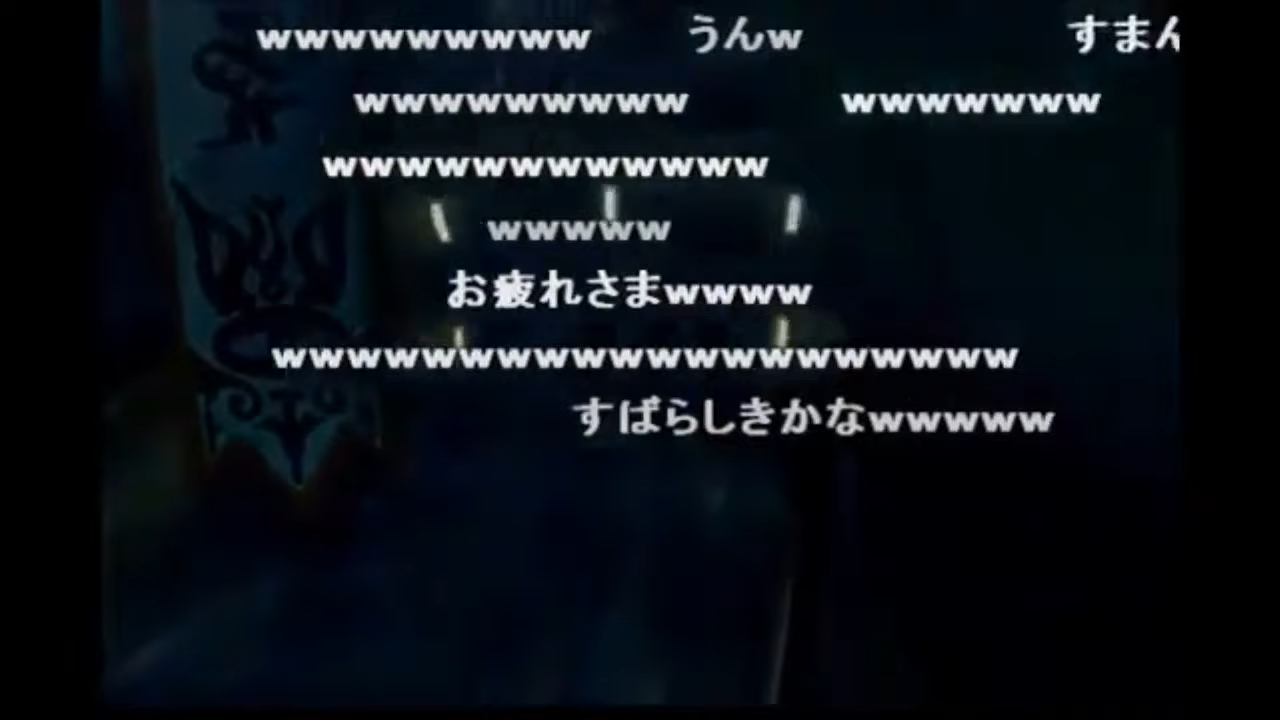 wwwwwwwww うんw すまん
wwwwwwwww wwwwwww
wwwwwwwwwwww
wwwww
お疲れさまwwww
wwwwwwwwwwwwwwwwwwww
すばらしきかなwwwww